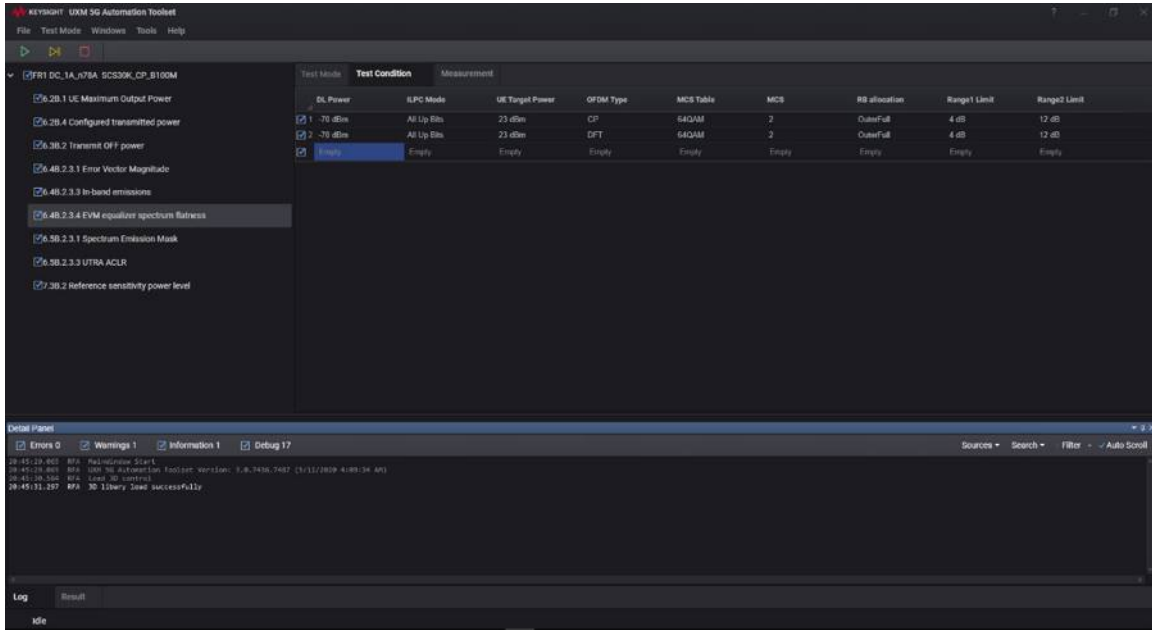 KEYSIGHT UXM 5G Automation Toolset
File Test Mode Windows Tools Help
FR1 DC_1A_n78A SCS30K_CP_B100M
6.2B.1 UE Maximum Output Power
6.2B.4 Configured transmitted power
6.3B.2 Transmit OFF power
6.4B.2.3.1 Error Vector Magnitude
6.4B.2.3.3 In-band emissions
6.4B.2.3.4 EVM equalizer spectrum flatness
6.5B.2.3.1 Spectrum Emission Mask
6.5B.2.3.3 UTRA ACLR
7.3B.2 Reference sensitivity power level
Test Mode Test Condition Measurement
DL Power ILPC Mode UE Target Power OFDM Type MCS Table MCS RB allocation Range1 Limit Range2 Limit
1 -70 dBm All Up Bits 23 dBm CP 64QAM 2 OuterFull 4 dB 12 dB
2 -70 dBm All Up Bits 23 dBm DFT 64QAM 2 OuterFull 4 dB 12 dB
Empty Empty Empty Empty Empty Empty Empty Empty Empty
Detail Panel
Errors 0 Warnings 1 Information 1 Debug 17 Sources Search Filter Auto Scroll
RFA MainWindow Start
RFA UXM 5G Automation Toolset Version:
RFA Load 3D control
20:45:31.297 RFA 3D libery load successfully
Log Result
Idle